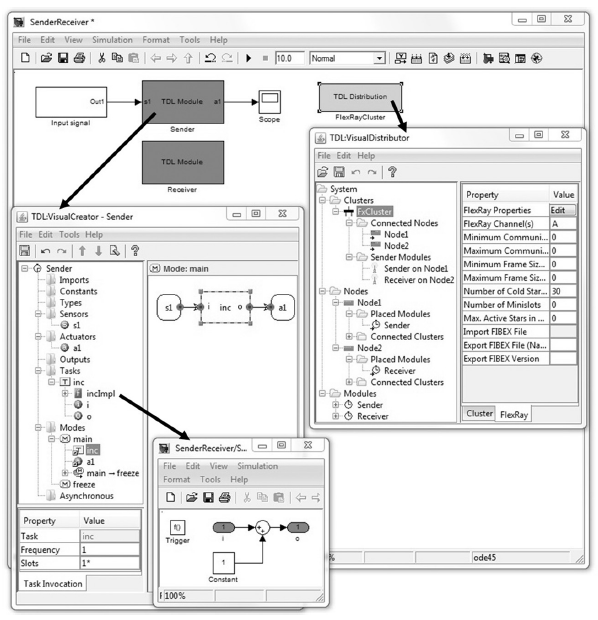 SenderReceiver *
File Edit View Simulation Format Tools Help
10.0 Normal
Out1 s1 TDL Module a1
Input signal Sender Scope
TDL Distribution
FlexRayCluster
TDL Module
Receiver
TDL:VisualDistributor
File Edit Help
System
Clusters
FxCluster
Connected Nodes
Node1
Node2
Sender Modules
Sender on Node1
Receiver on Node2
Nodes
Node1
Placed Modules
Sender
Connected Clusters
Node2
Placed Modules
Receiver
Connected Clusters
Modules
Sender
Receiver
Property Value
FlexRay Properties Edit
FlexRay Channel(s) A
Minimum Communi... 0
Maximum Communi... 0
Minimum Frame Siz... 0
Maximum Frame Siz... 0
Number of Cold Star... 30
Number of Minislots 0
Max. Active Stars in ... 0
Import FIBEX File
Export FIBEX File (Na...
Export FIBEX Version
Cluster FlexRay
TDL:VisualCreator - Sender
File Edit Tools Help
Sender
Imports
Constants
Types
Sensors
s1
Actuators
a1
Outputs
Tasks
inc
incImpl
i
o
Modes
main
inc
a1
main → freeze
freeze
Asynchronous
Mode: main
s1 i inc o a1
Property Value
Task inc
Frequency 1
Slots 1*
Task Invocation
SenderReceiver/S...
File Edit View Simulation
Format Tools Help
f()
Trigger
1
i
1
o
1
Constant
100%
% ode45